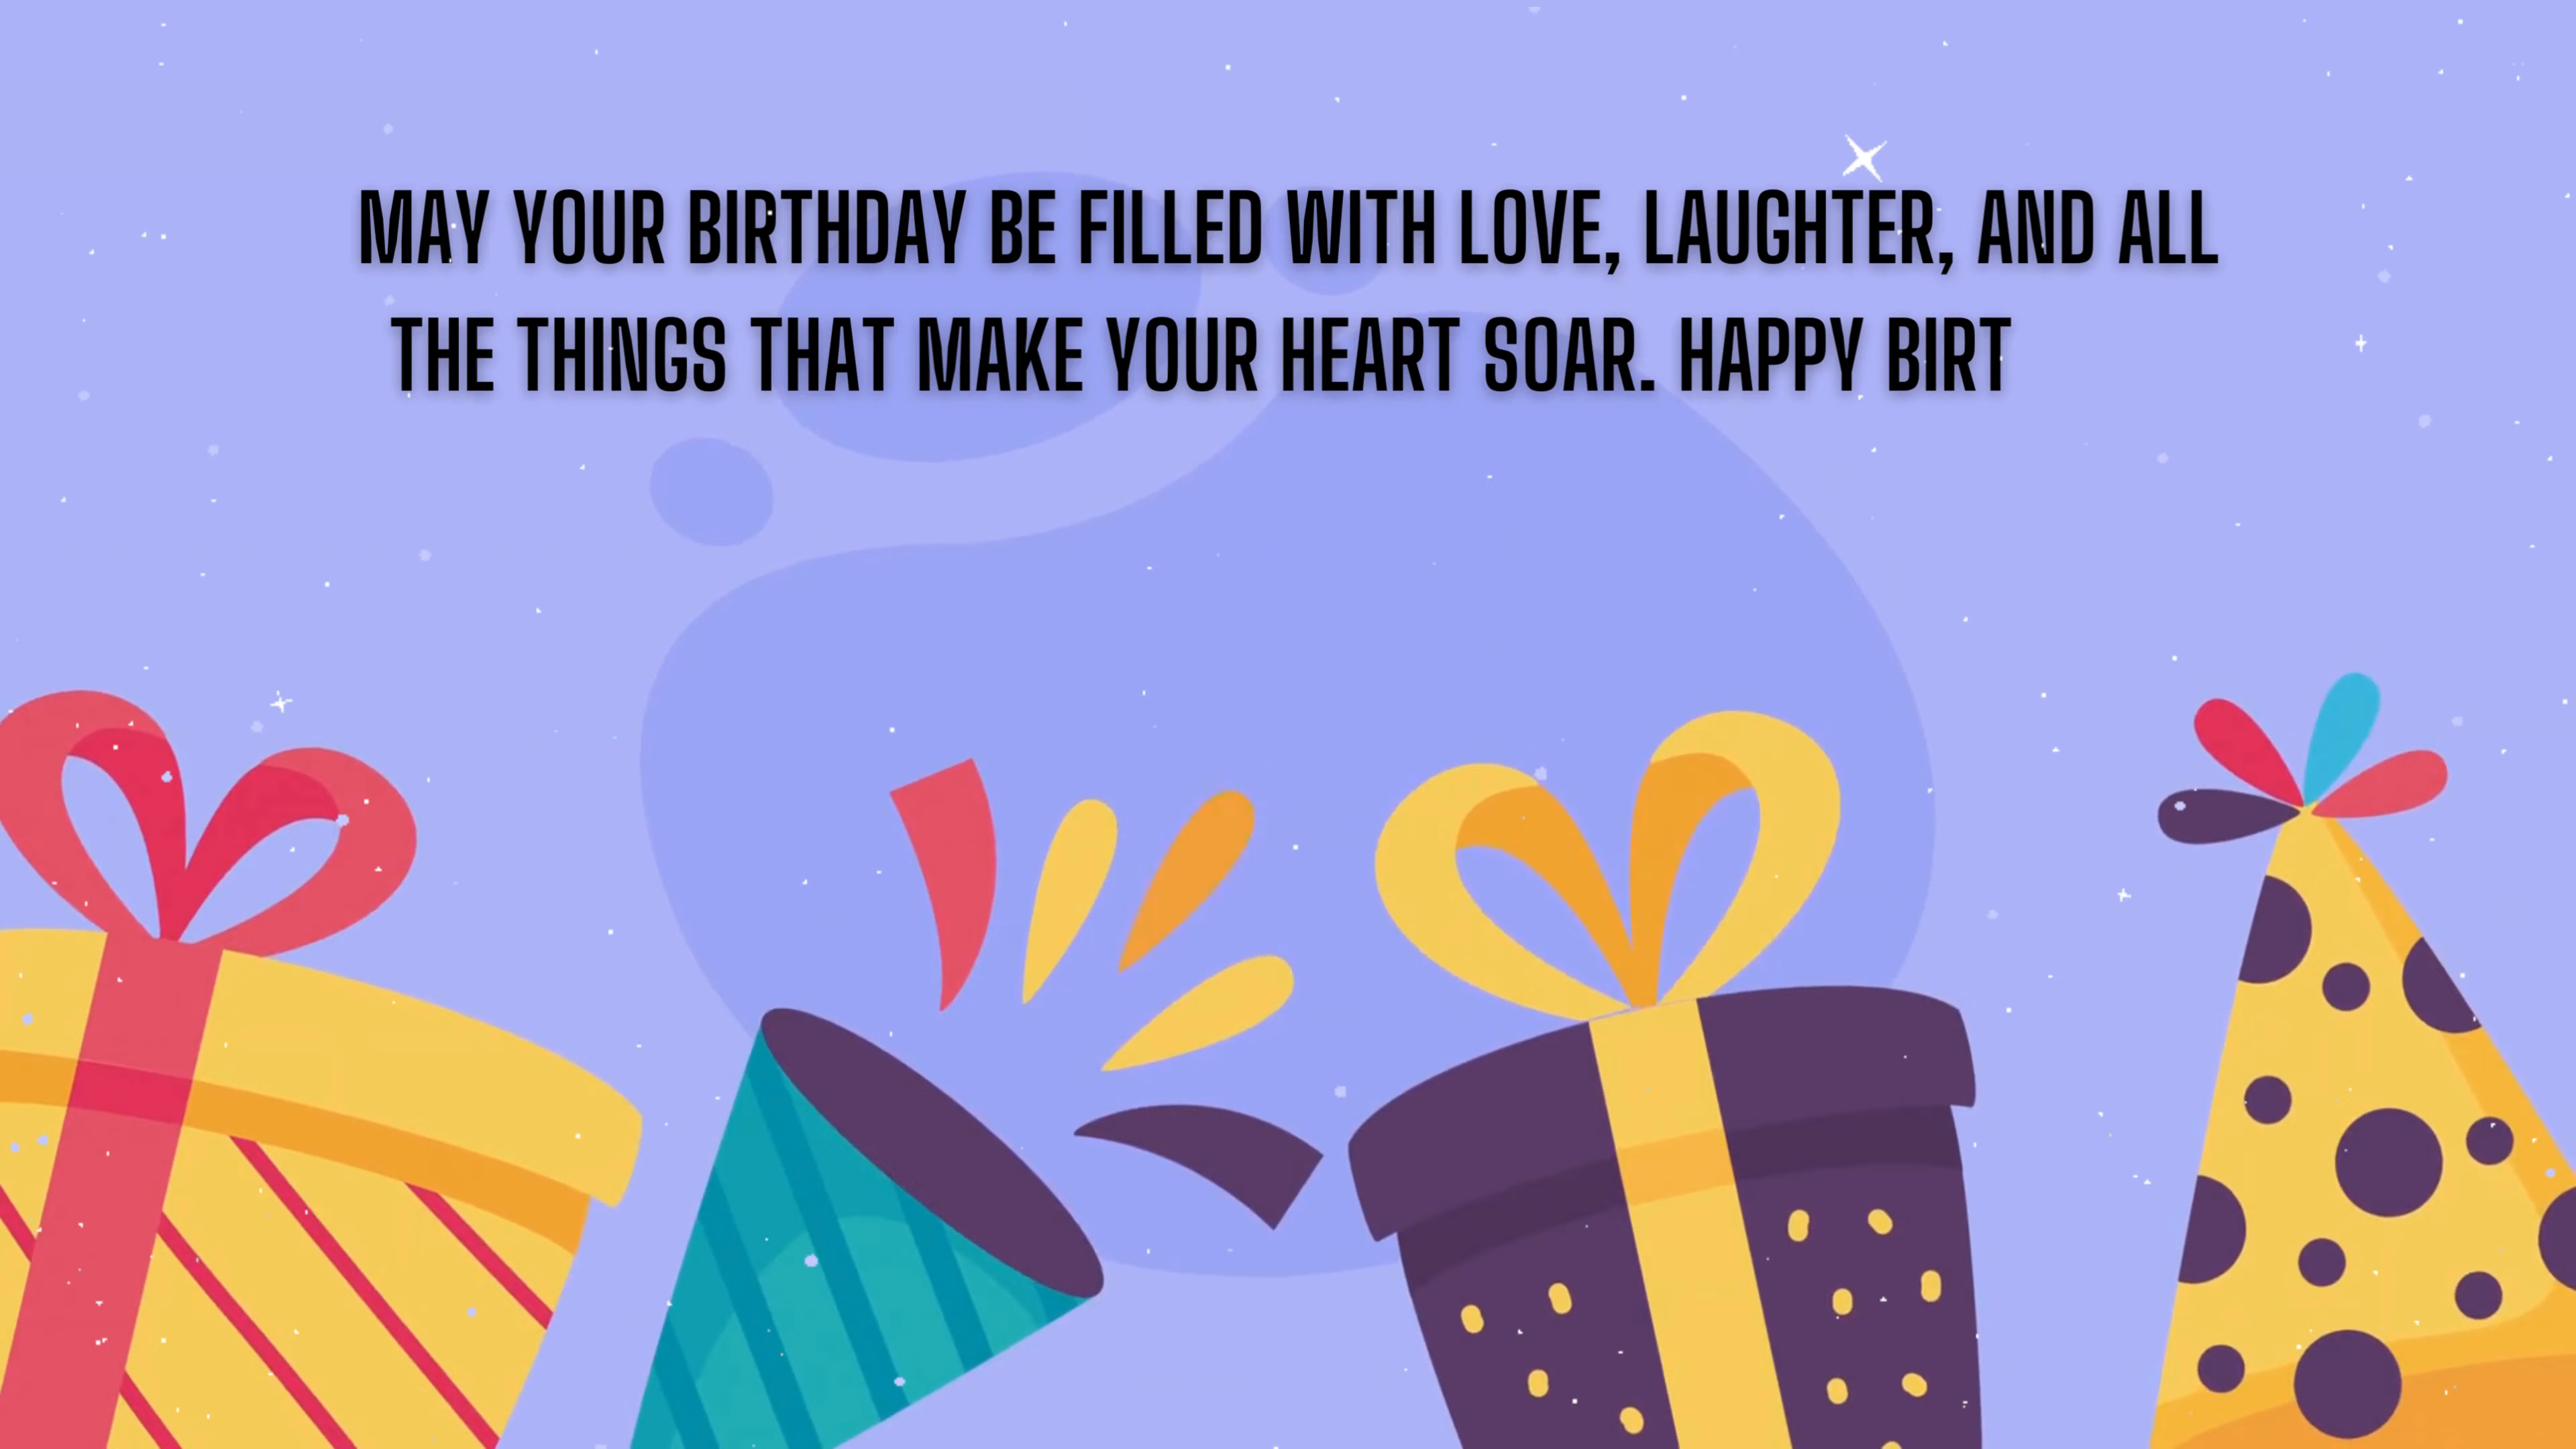 MAY YOUR BIRTHDAY BE FILLED WITH LOVE, LAUGHTER, AND ALL
THE THINGS THAT MAKE YOUR HEART SOAR. HAPPY BIRT